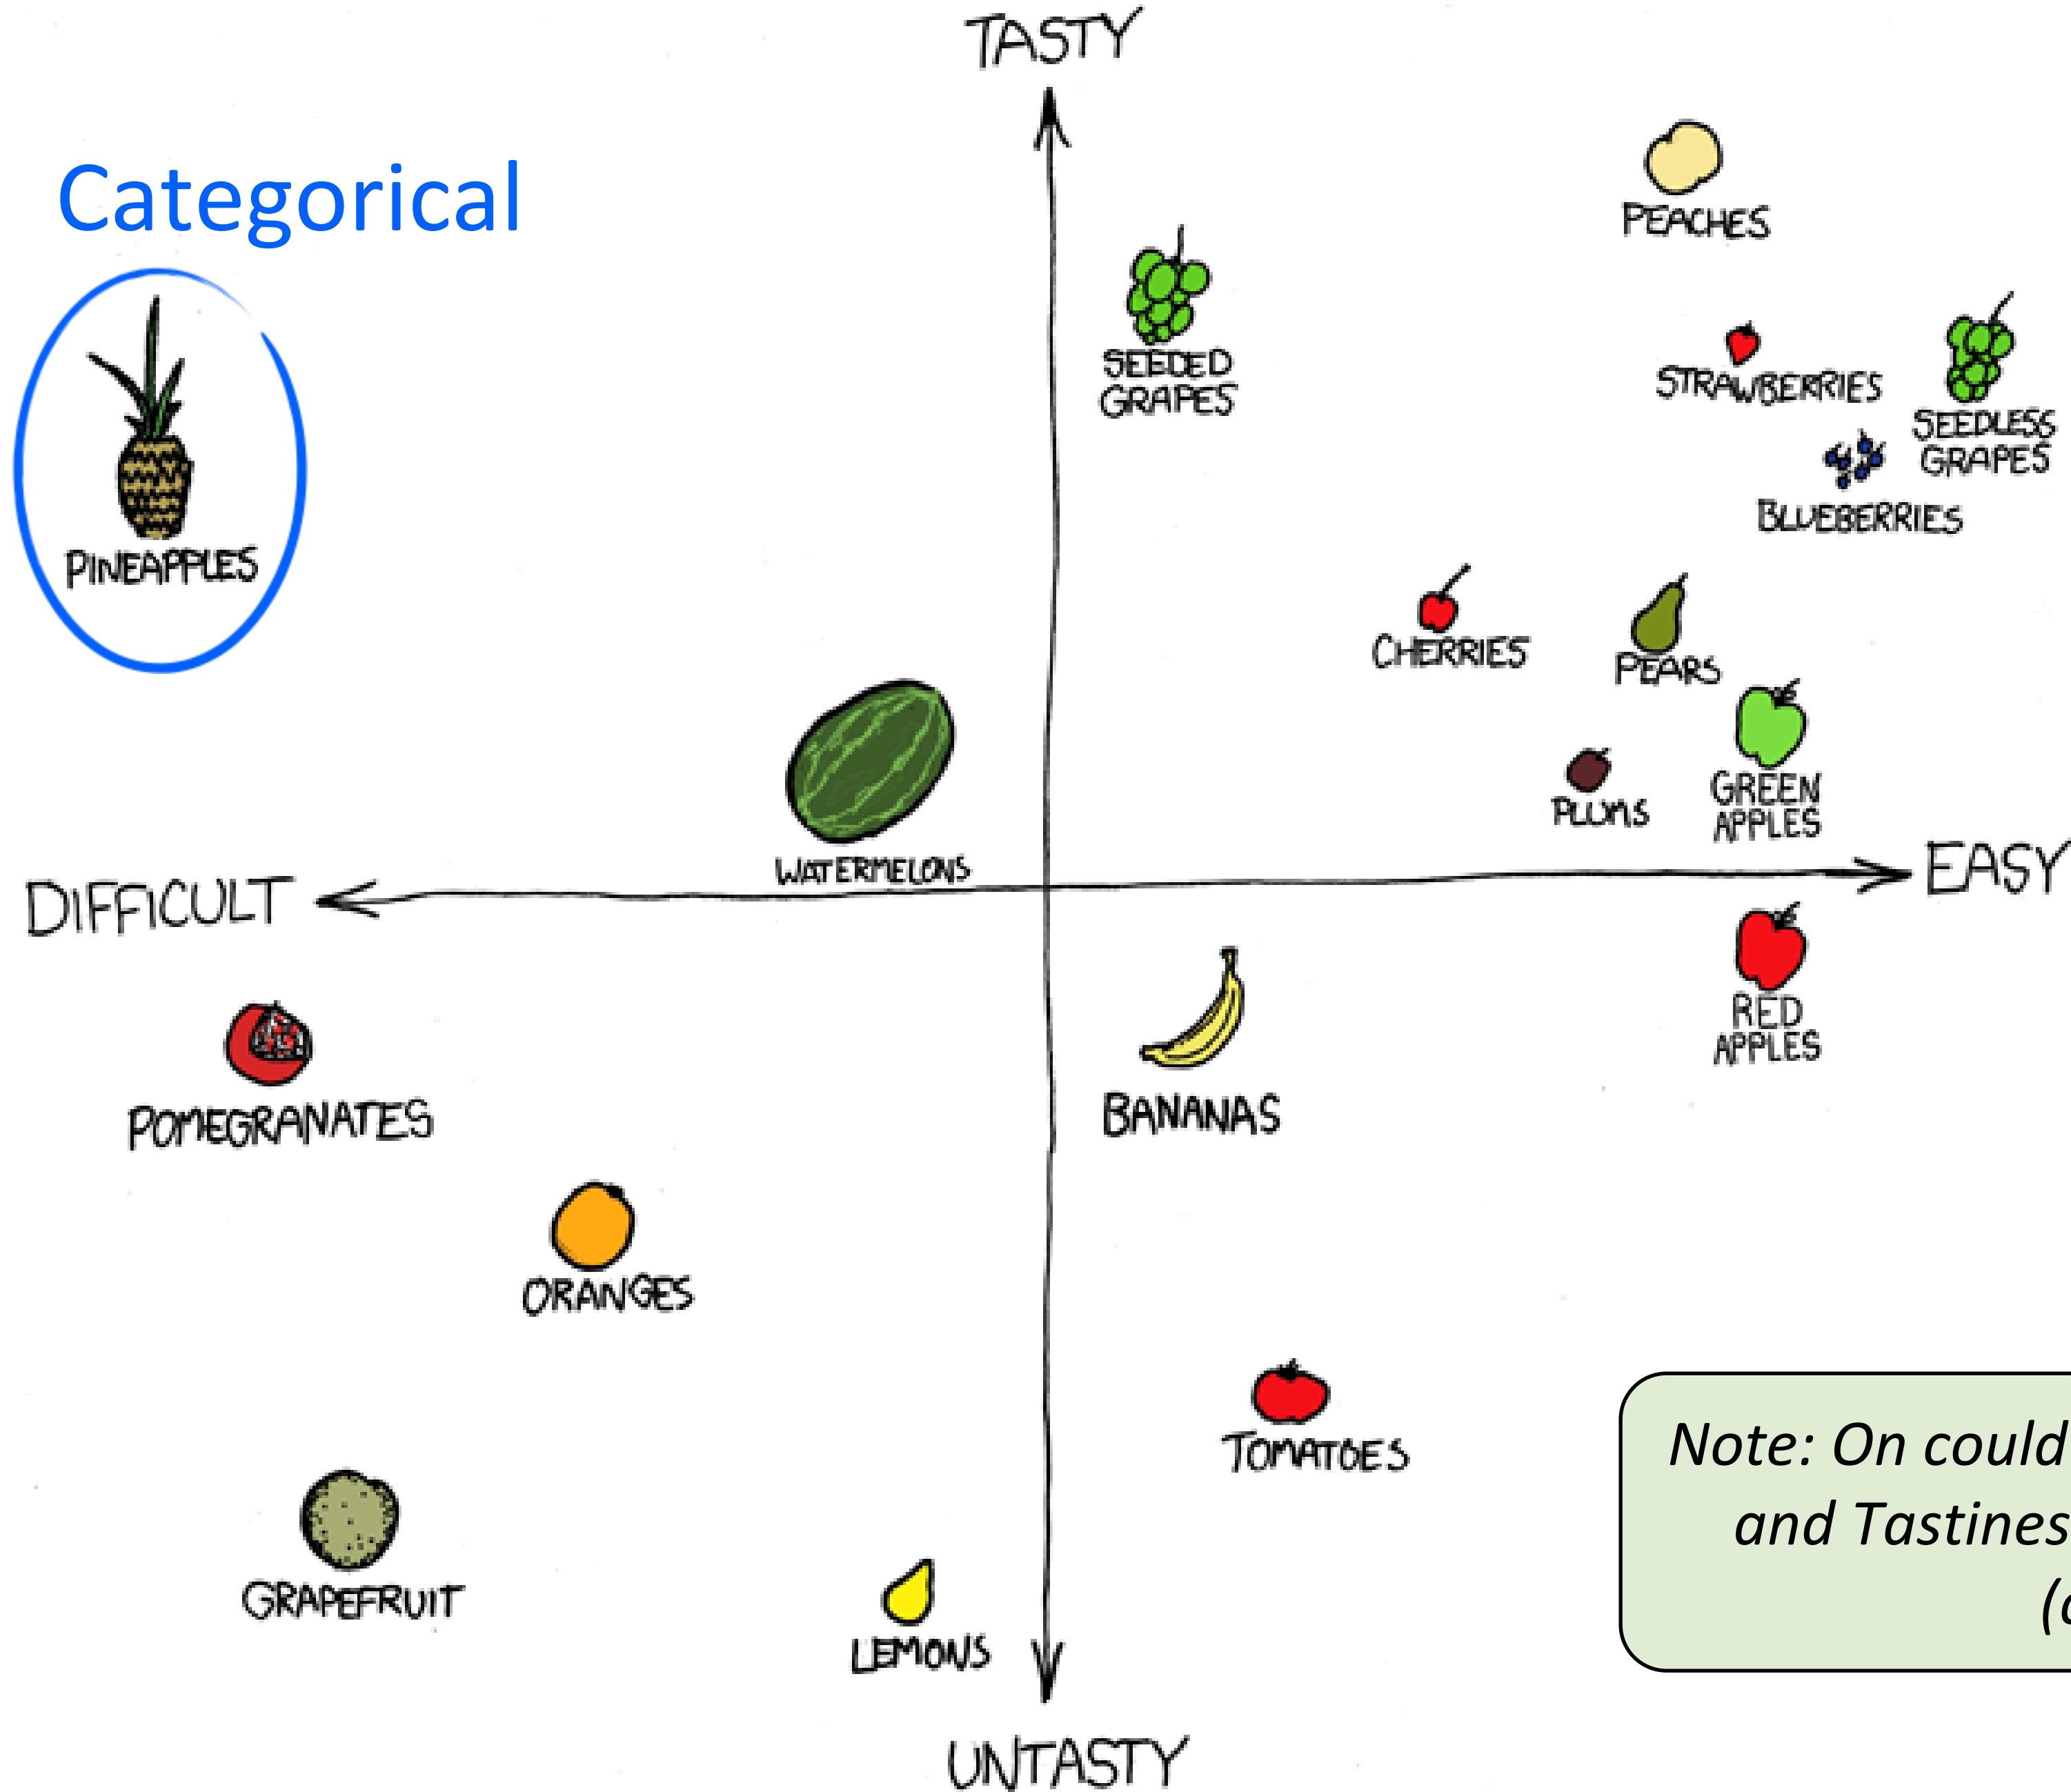 TASTY
Categorical
PEACHES
SEEDED
GRAPES
STRAWBERRIES
SEEDLESS
GRAPES
BLUEBERRIES
PINEAPPLES
CHERRIES
PEARS
GREEN
APPLES
PLUMS
WATERMELONS
DIFFICULT
EASY
RED
APPLES
POMEGRANATES
BANANAS
ORANGES
TOMATOES
Note: On could
and Tastines
GRAPEFRUIT
LEMONS
UNTASTY